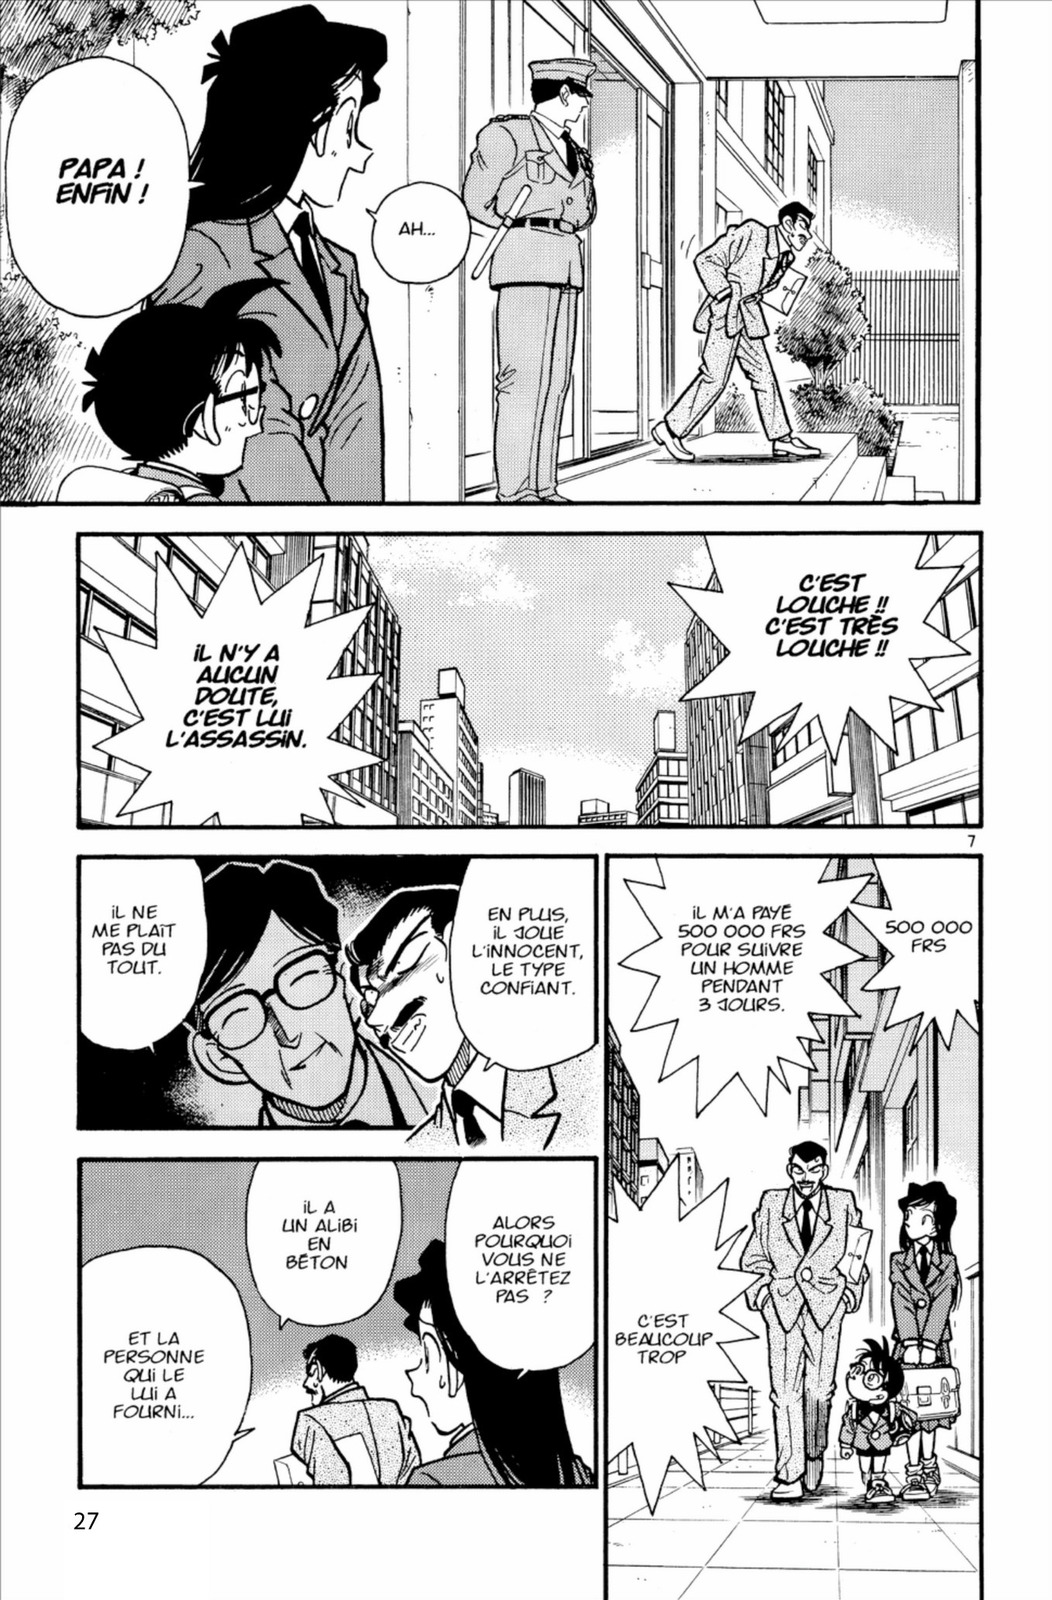 AH...
PAPA !
ENFIN !
C'EST
LOUCHE !!
C'EST TRÈS
LOUCHE !!
IL N'Y A
AUCUN
DOUTE,
C'EST LUI
L'ASSASSIN.
7
500 000
FRS
IL M'A PAYÉ
500 000 FRS
POUR SUIVRE
UN HOMME
PENDANT
3 JOURS.
C'EST
BEAUCOUP
TROP
EN PLUS,
IL JOUE
L'INNOCENT,
LE TYPE
CONFIANT.
IL NE
ME PLAÎT
PAS DU
TOUT.
ALORS
POURQUOI
VOUS NE
L'ARRÊTEZ
PAS ?
IL A
UN ALIBI
EN
BÉTON
ET LA
PERSONNE
QUI LE
LUI A
FOURNI...
27